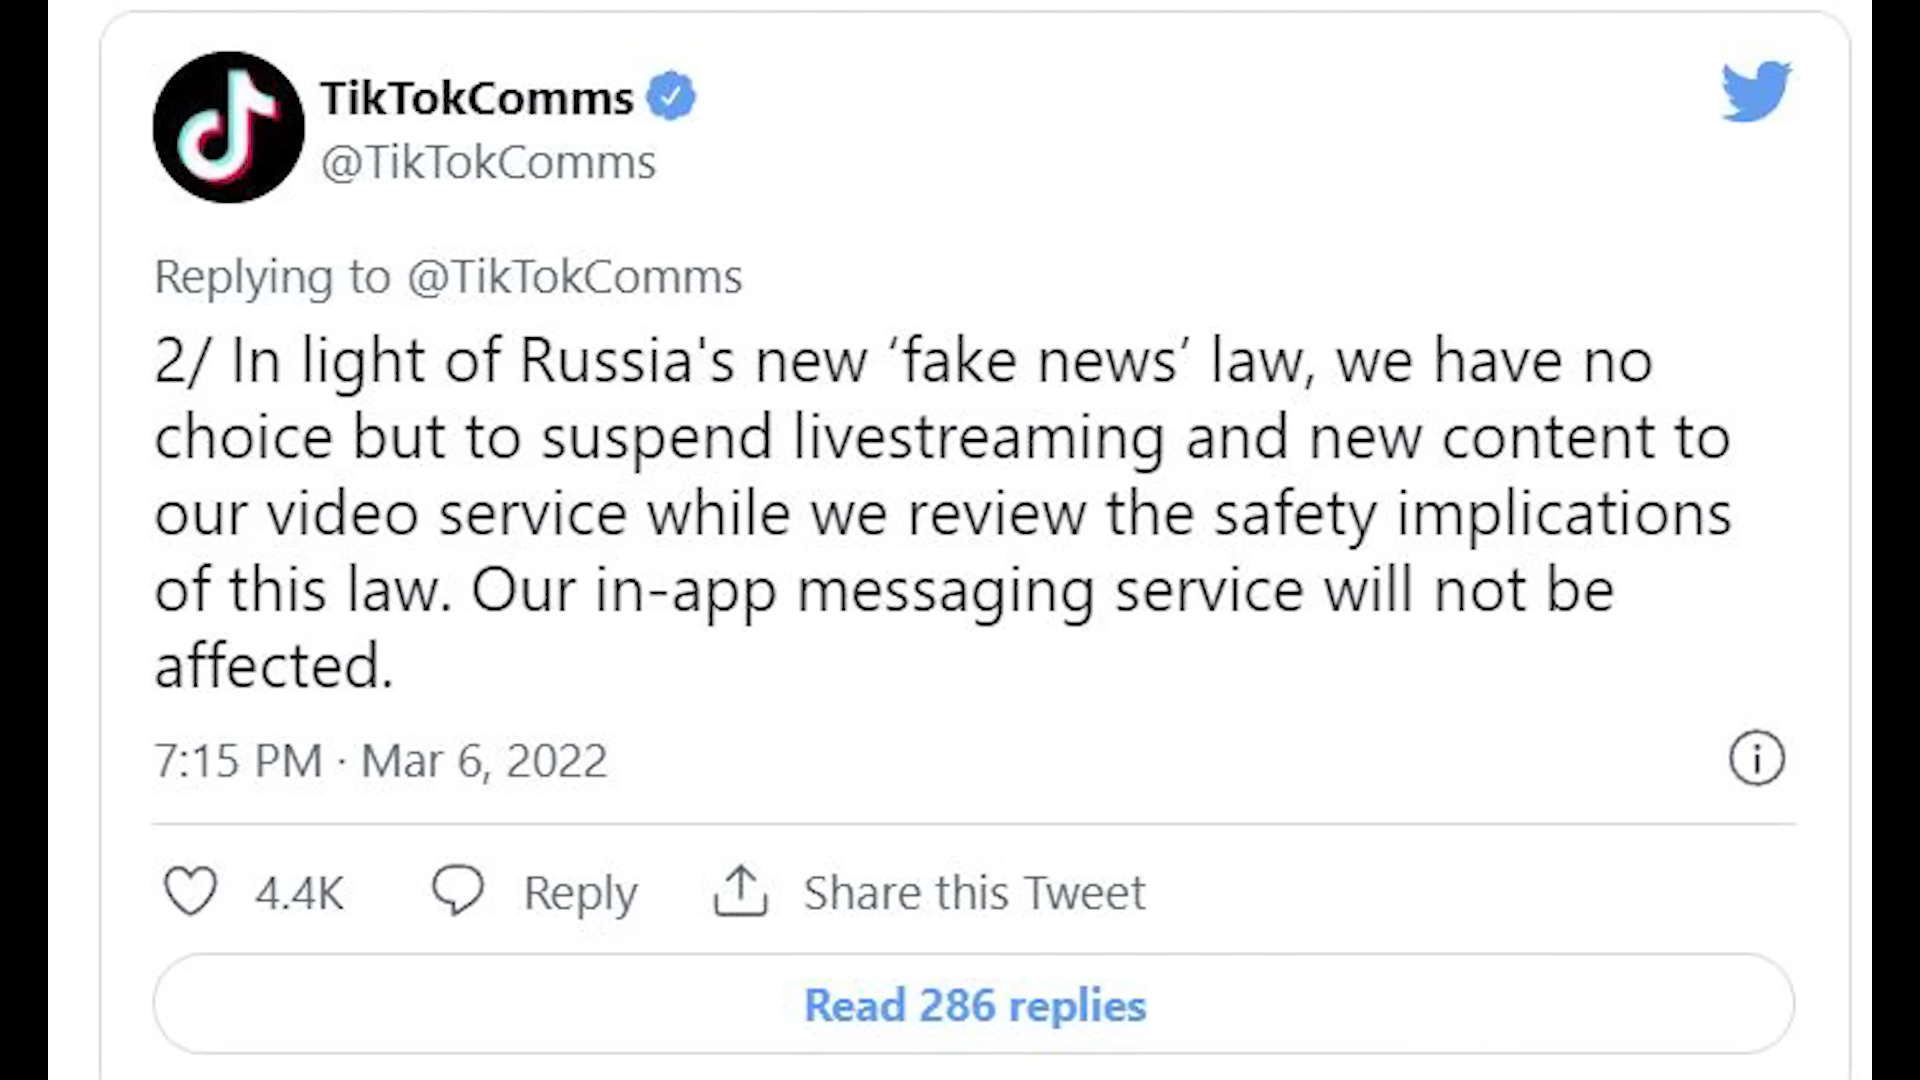 TikTokComms
@TikTokComms
Replying to @TikTokComms
2/ In light of Russia's new ‘fake news’ law, we have no
choice but to suspend livestreaming and new content to
our video service while we review the safety implications
of this law. Our in-app messaging service will not be
affected.
7:15 PM · Mar 6, 2022
4.4K Reply Share this Tweet
Read 286 replies